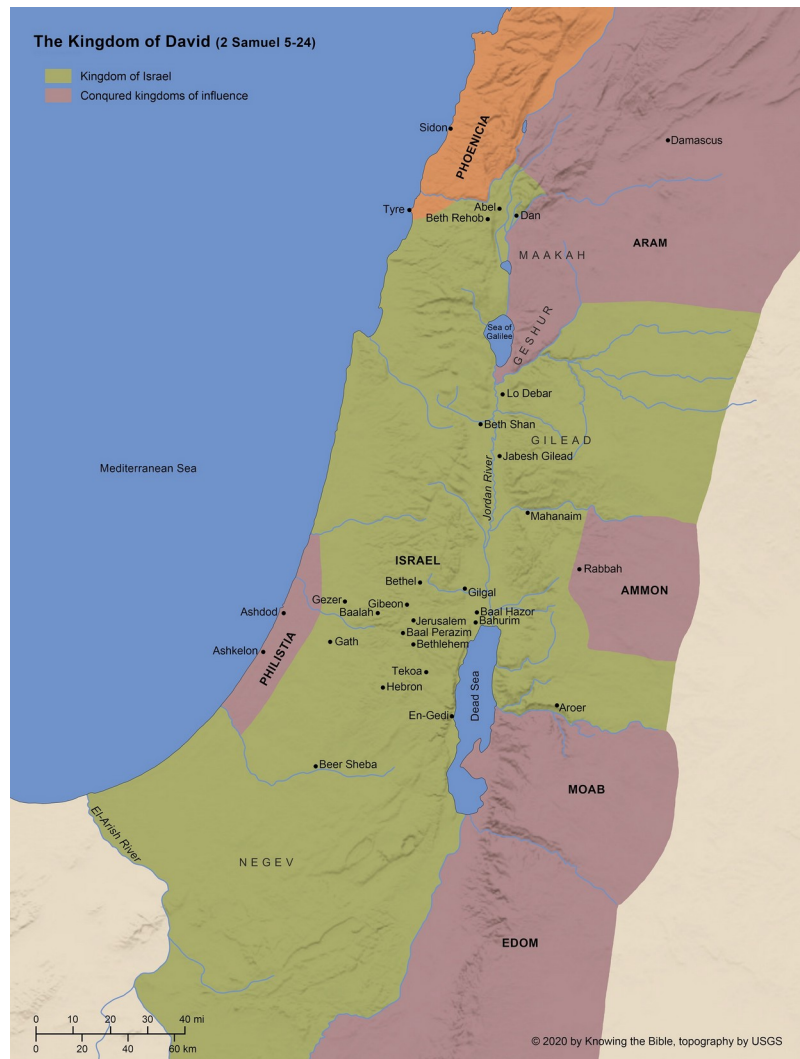 The Kingdom of David (2 Samuel 5-24)
Kingdom of Israel
Conqured kingdoms of influence
Sidon
PHOENICIA
Damascus
Tyre
Abel
Beth Rehob
Dan
ARAM
MAAKAH
Sea of
Galilee
GESHUR
Lo Debar
Beth Shan
GILEAD
Jabesh Gilead
Mediterranean Sea
Jordan River
Mahanaim
ISRAEL
Rabbah
Bethel
AMMON
Gilgal
Gezer
Gibeon
Ashdod
Baalah
Baal Hazor
Jerusalem
Bahurim
Baal Perazim
Gath
Bethlehem
Ashkelon
PHILISTIA
Tekoa
Hebron
Dead Sea
En-Gedi
Aroer
Beer Sheba
MOAB
El-Arish River
NEGEV
EDOM
0 10 20 30 40 mi
0 20 40 60 km
© 2020 by Knowing the Bible, topography by USGS